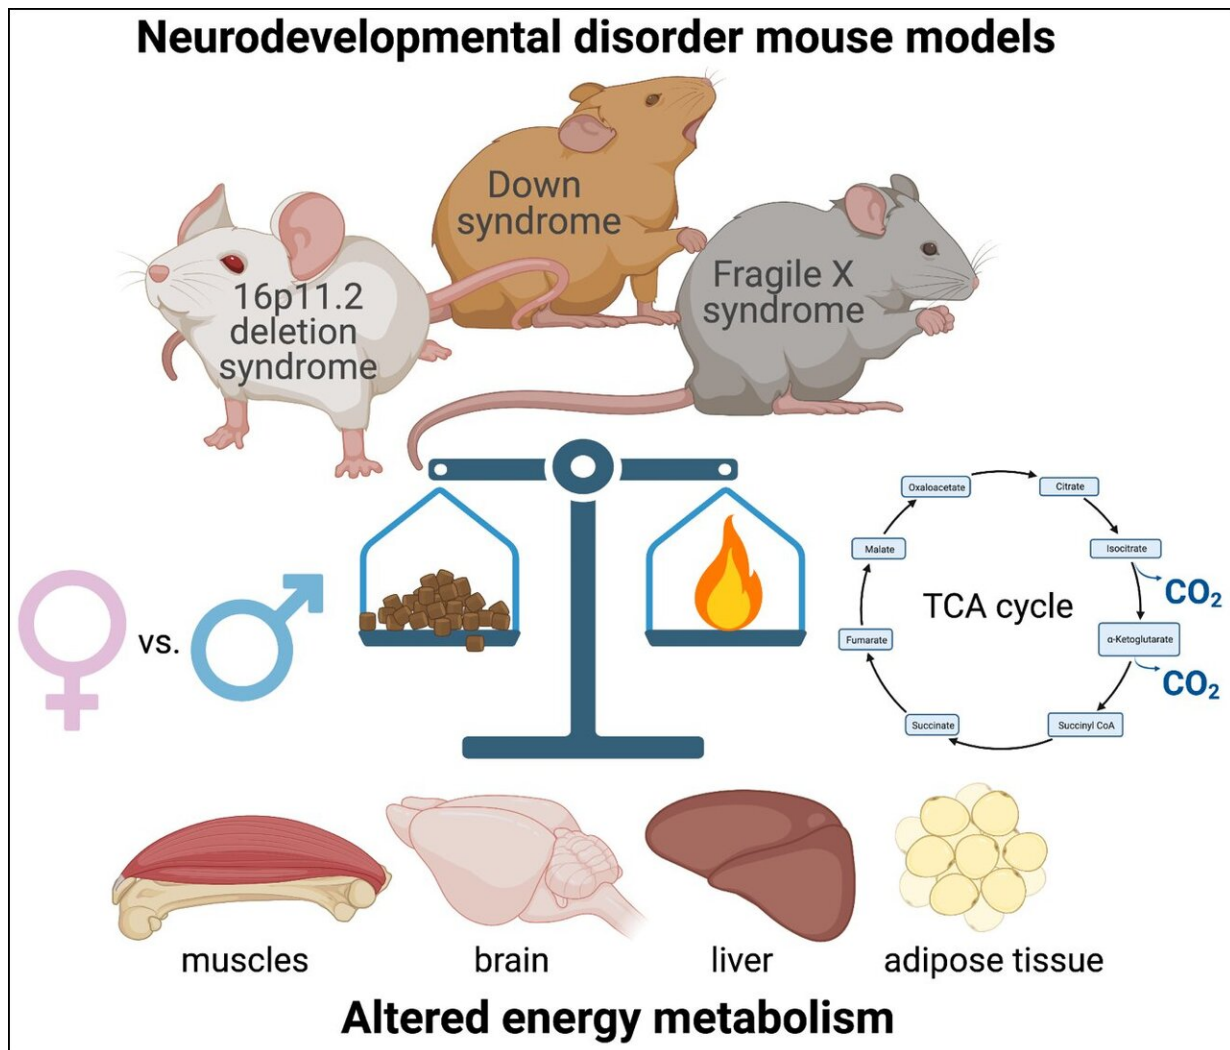 Neurodevelopmental disorder mouse models
Down
syndrome
16p11.2
deletion
syndrome
Fragile X
syndrome
Oxaloacetate
Citrate
Malate
Isocitrate
CO₂
TCA cycle
Fumarate
α-Ketoglutarate
CO₂
Succinate
Succinyl CoA
vs.
muscles
brain
liver
adipose tissue
Altered energy metabolism